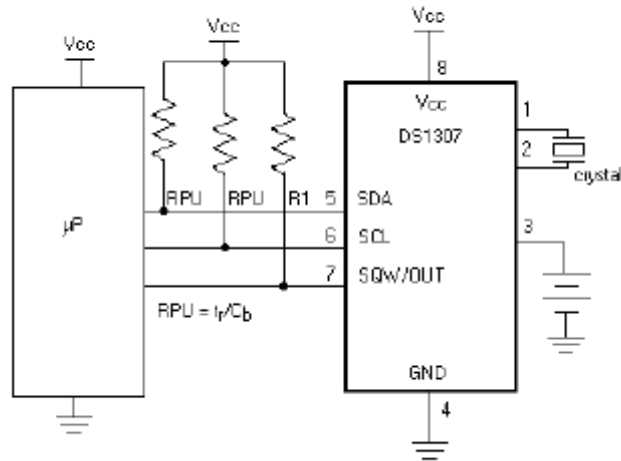 Vcc
Vcc
Vcc
8
Vcc
DS1307
1
2
crystal
RPU
RPU
R1
5
SDA
µP
6
SCL
3
7
SQW/OUT
RPU = tr/Cb
GND
4